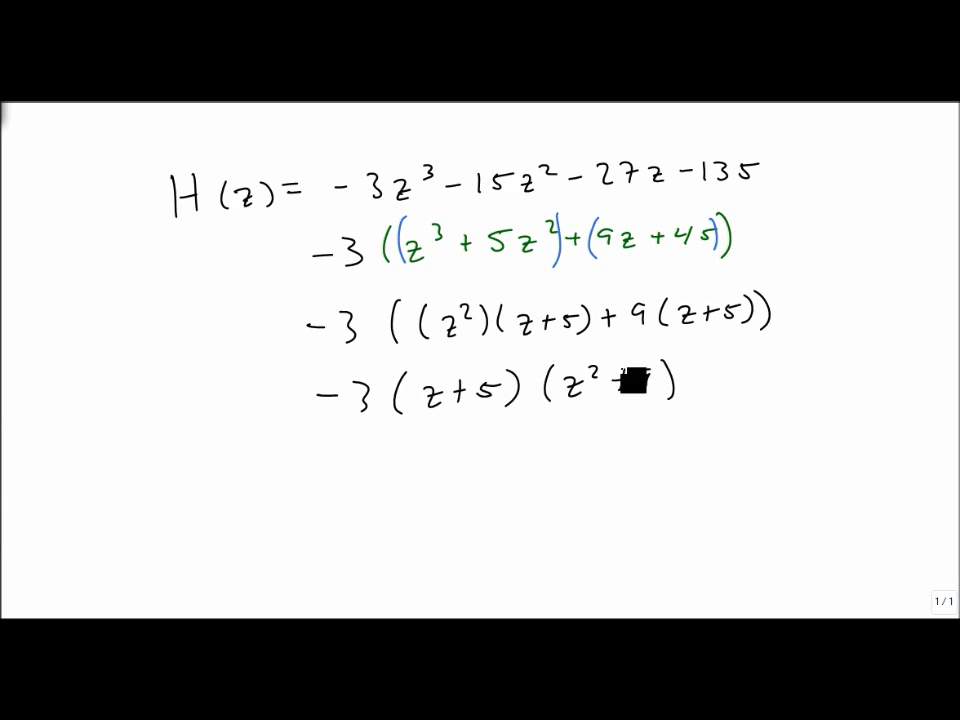 H(z) = -3z³ - 15z² - 27z - 135
-3 ((z³ + 5z²) + (9z + 45))
-3 ((z²)(z+5) + 9(z+5))
-3 (z+5) (z² )
1/1